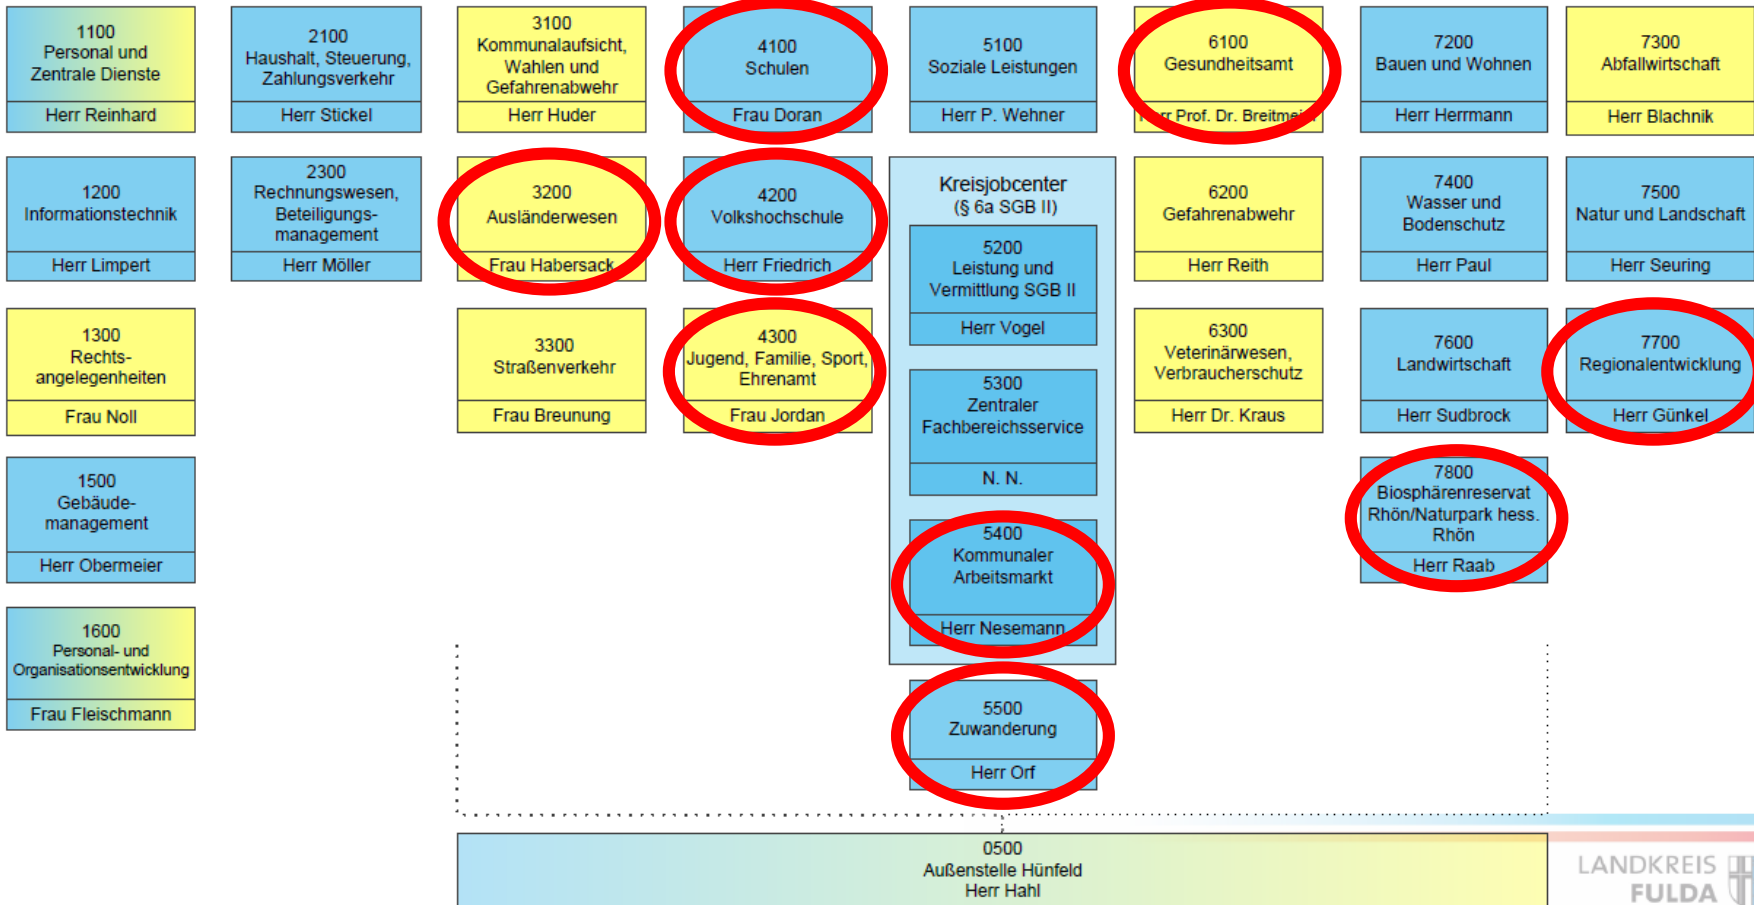 1100
Personal und
Zentrale Dienste
Herr Reinhard
2100
Haushalt, Steuerung,
Zahlungsverkehr
Herr Stickel
3100
Kommunalaufsicht,
Wahlen und
Gefahrenabwehr
Herr Huder
4100
Schulen
Frau Doran
5100
Soziale Leistungen
Herr P. Wehner
6100
Gesundheitsamt
Prof. Dr.
7200
Bauen und Wohnen
Herr Herrmann
7300
Abfallwirtschaft
Herr Blachnik
1200
Informationstechnik
Herr Limpert
2300
Rechnungswesen,
Beteiligungs-
management
Herr Möller
3200
Ausländerwesen
Frau Habersack
4200
Volkshochschule
Herr Friedrich
Kreisjobcenter
(§ 6a SGB II)
5200
Leistung und
Vermittlung SGB II
Herr Vogel
5300
Zentraler
Fachbereichsservice
N. N.
5400
Kommunaler
Arbeitsmarkt
Herr Nesemann
6200
Gefahrenabwehr
Herr Reith
7400
Wasser und
Bodenschutz
Herr Paul
7500
Natur und Landschaft
Herr Seuring
1300
Rechts-
angelegenheiten
Frau Noll
3300
Straßenverkehr
Frau Breunung
4300
Jugend, Familie, Sport,
Ehrenamt
Frau Jordan
6300
Veterinärwesen,
Verbraucherschutz
Herr Dr. Kraus
7600
Landwirtschaft
Herr Sudbrock
7700
Regionalentwicklung
Herr Günkel
1500
Gebäude-
management
Herr Obermeier
7800
Biosphärenreservat
Rhön/Naturpark hess.
Rhön
Herr Raab
1600
Personal- und
Organisationsentwicklung
Frau Fleischmann
5500
Zuwanderung
Herr Orf
0500
Außenstelle Hünfeld
Herr Hahl
LANDKREIS
FULDA